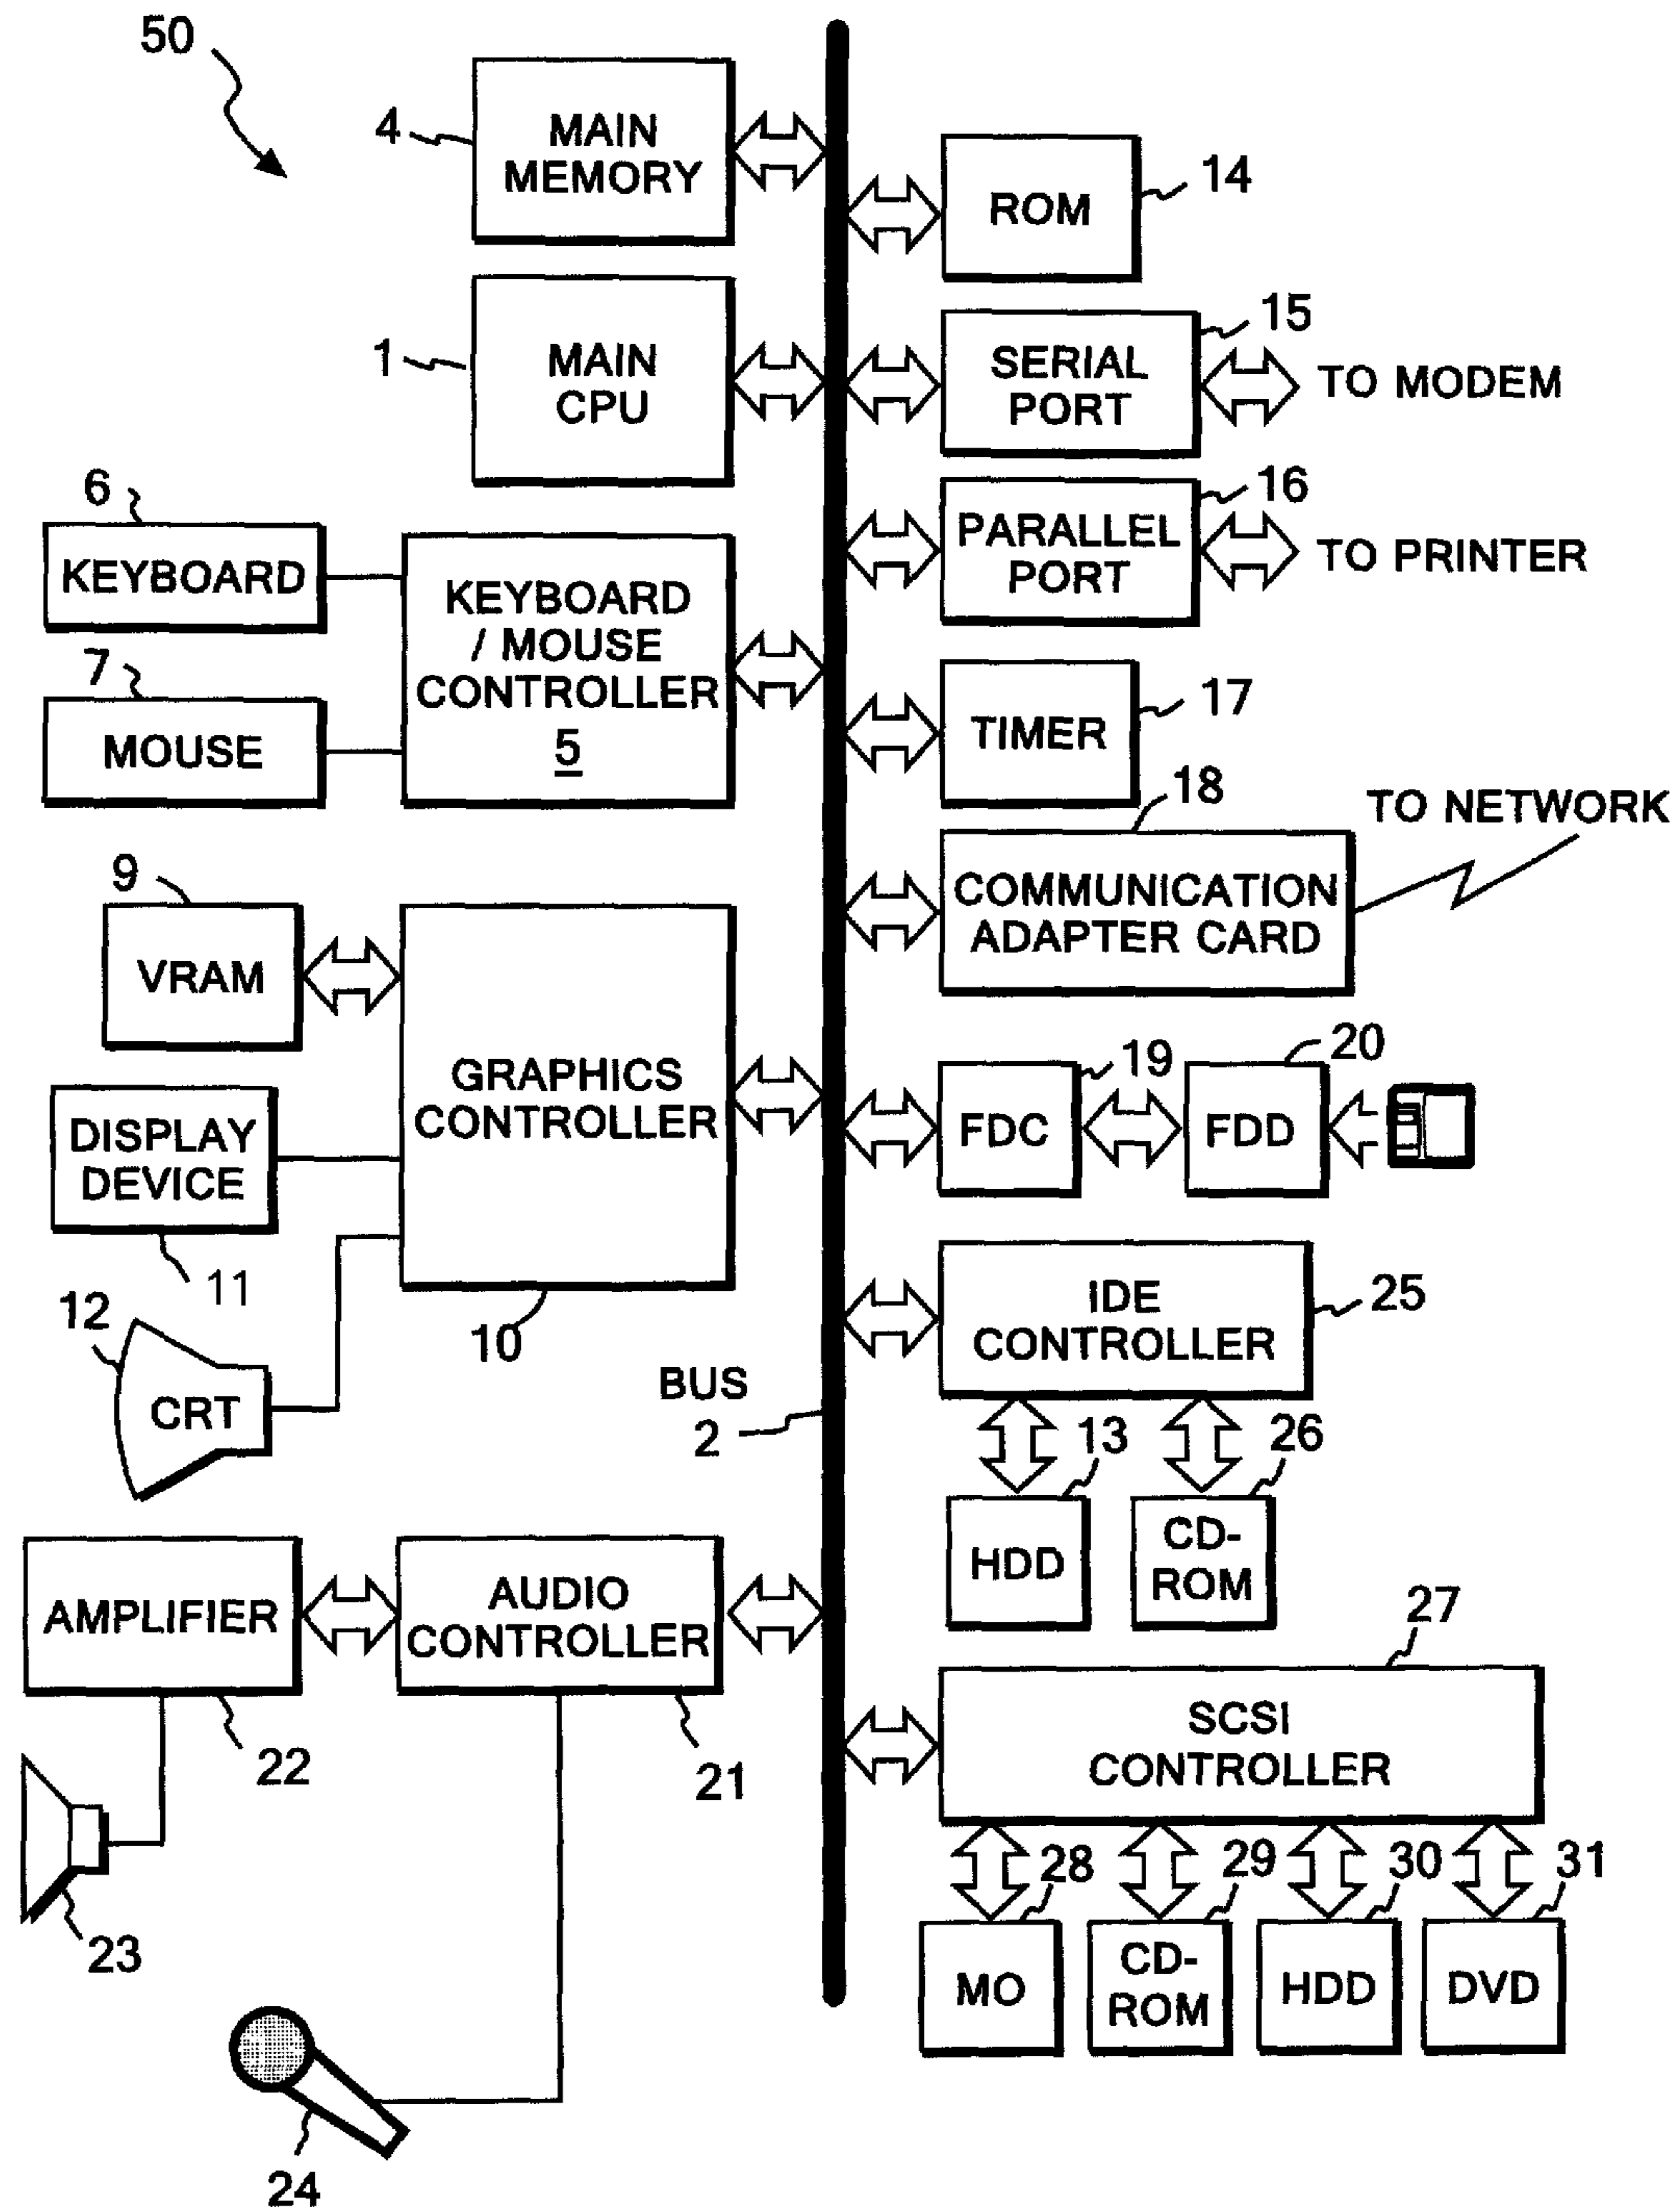 50
4
MAIN
MEMORY
ROM
14
1
MAIN
CPU
SERIAL
PORT
15
TO MODEM
6
KEYBOARD
7
MOUSE
KEYBOARD
/ MOUSE
CONTROLLER
5
PARALLEL
PORT
16
TO PRINTER
TIMER
17
18
COMMUNICATION
ADAPTER CARD
TO NETWORK
9
VRAM
DISPLAY
DEVICE
11
GRAPHICS
CONTROLLER
10
12
CRT
FDC
19
FDD
20
IDE
CONTROLLER
25
BUS
2
HDD
13
CD-
ROM
26
AMPLIFIER
22
AUDIO
CONTROLLER
21
23
24
27
SCSI
CONTROLLER
28
29
30
31
MO
CD-
ROM
HDD
DVD